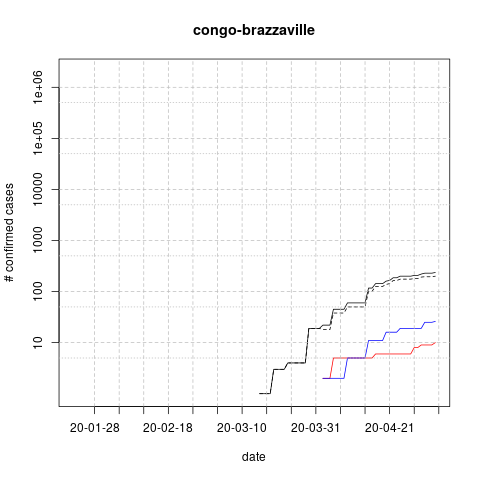 congo-brazzaville
# confirmed cases
1e+06
1e+05
10000
1000
100
10
20-01-28 20-02-18 20-03-10 20-03-31 20-04-21
date